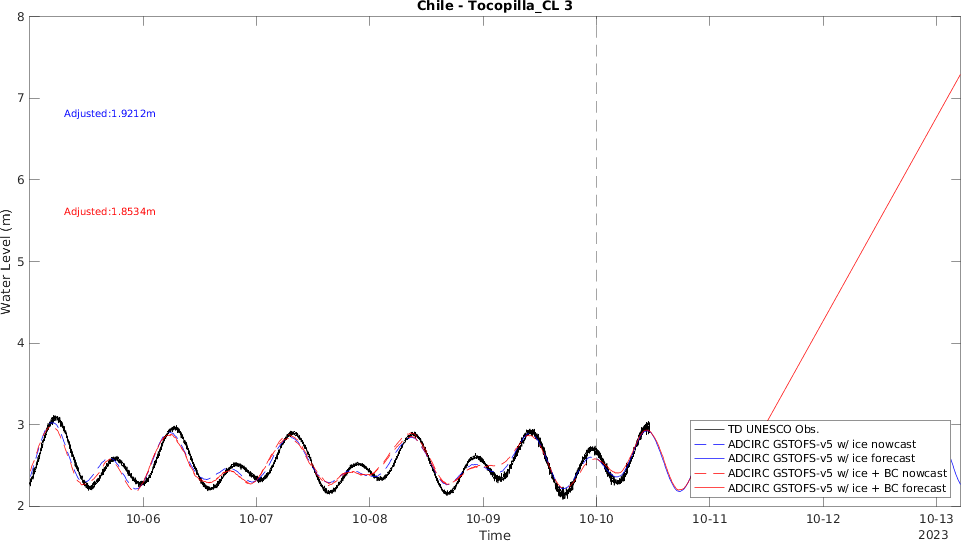 Chile - Tocopilla_CL 3
8
7
6
5
4
3
2
Water Level (m)
Adjusted:1.9212m
Adjusted:1.8534m
TD UNESCO Obs.
ADCIRC GSTOFS-v5 w/ ice nowcast
ADCIRC GSTOFS-v5 w/ ice forecast
ADCIRC GSTOFS-v5 w/ ice + BC nowcast
ADCIRC GSTOFS-v5 w/ ice + BC forecast
10-06 10-07 10-08 10-09 10-10 10-11 10-12 10-13
Time
2023